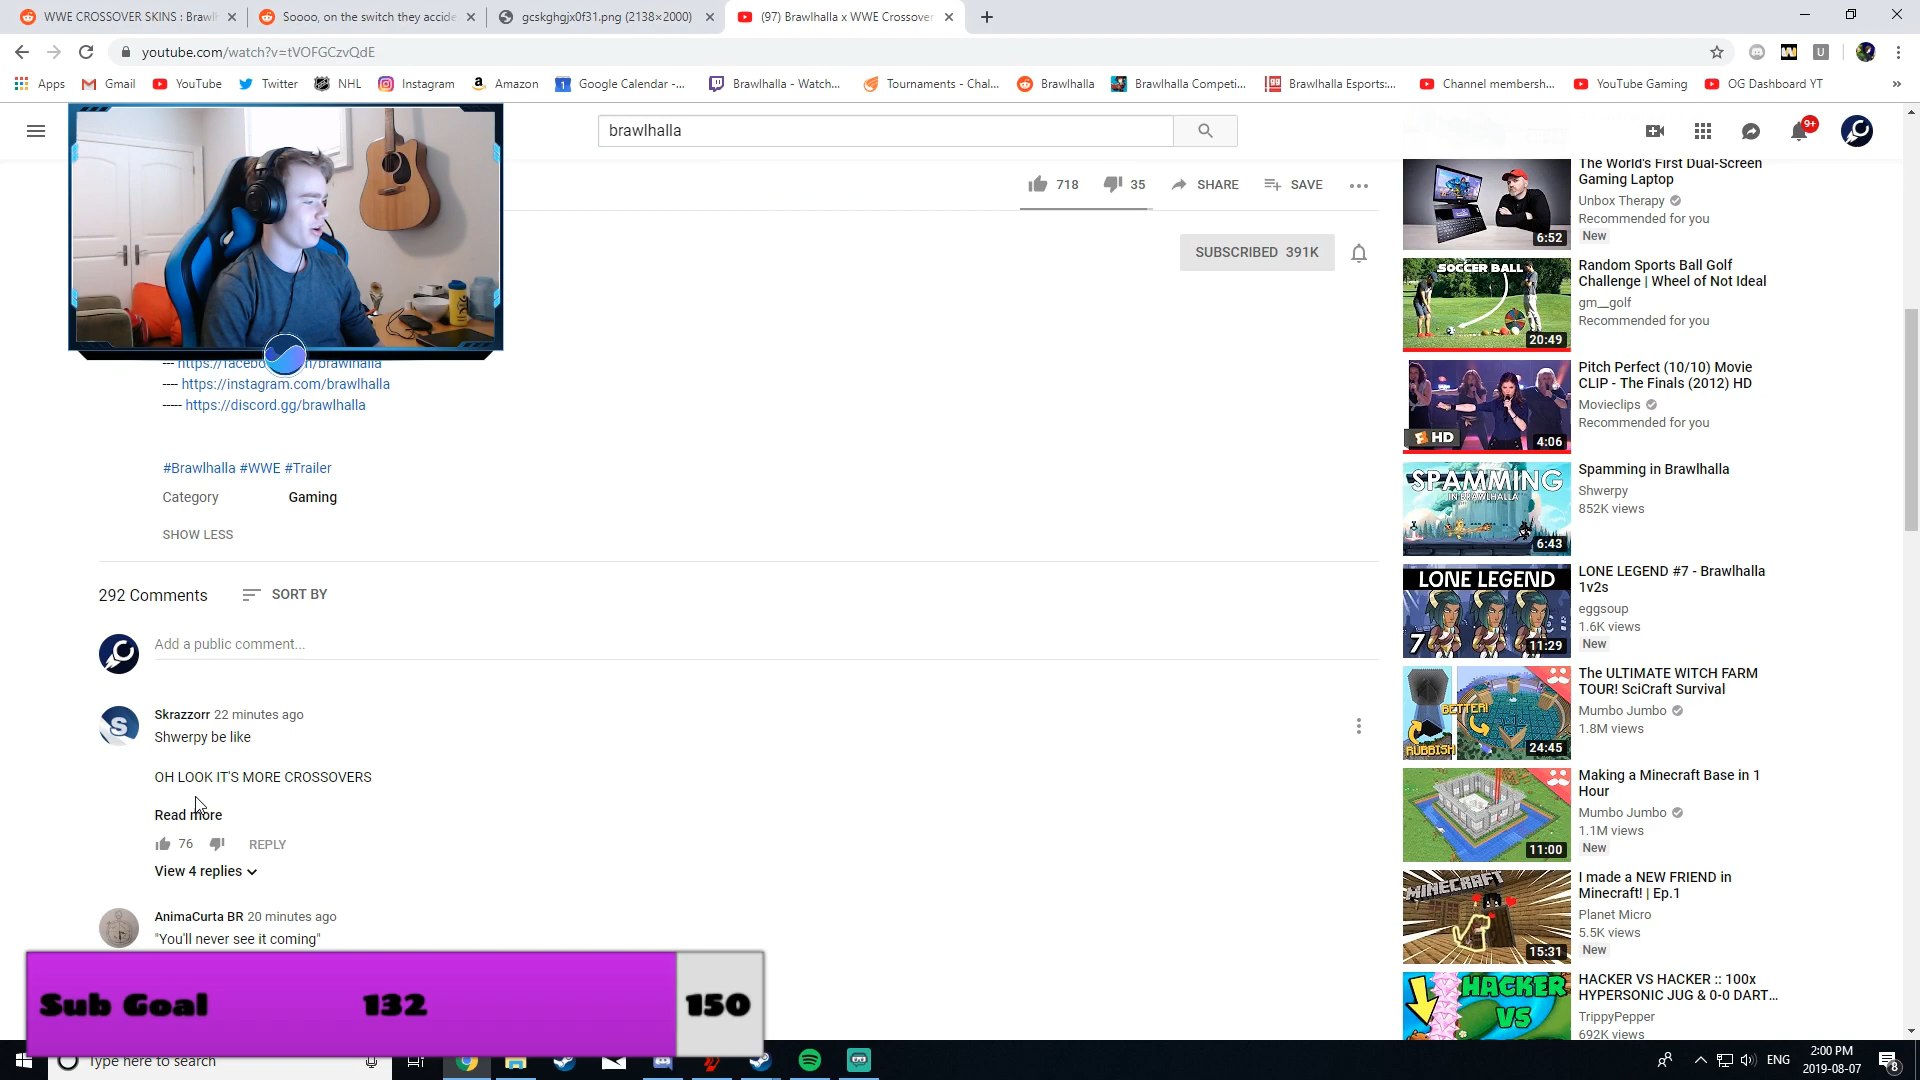 WWE CROSSOVER SKINS : Brawl
Soooo, on the switch they accide
gcskghgjx0f31.png (2138×2000)
(97) Brawlhalla x WWE Crossover
youtube.com/watch?v=tVOFGCzvQdE
Apps
Gmail
YouTube
Twitter
NHL
Instagram
Amazon
Google Calendar -...
Brawlhalla - Watch...
Tournaments - Chal...
Brawlhalla
Brawlhalla Competi...
Brawlhalla Esports:...
Channel membersh...
YouTube Gaming
OG Dashboard YT
brawlhalla
9+
718
35
SHARE
SAVE
SUBSCRIBED 391K
---- https://instagram.com/brawlhalla
----- https://discord.gg/brawlhalla
#Brawlhalla #WWE #Trailer
Category
Gaming
SHOW LESS
292 Comments
SORT BY
Add a public comment...
Skrazzorr 22 minutes ago
Shwerpy be like
OH LOOK IT'S MORE CROSSOVERS
Read more
76
REPLY
View 4 replies
AnimaCurta BR 20 minutes ago
"You'll never see it coming"
Sub Goal
132
150
The World's First Dual-Screen
Gaming Laptop
Unbox Therapy
Recommended for you
New
6:52
SOCCER BALL
20:49
Random Sports Ball Golf
Challenge | Wheel of Not Ideal
gm__golf
Recommended for you
HD
4:06
Pitch Perfect (10/10) Movie
CLIP - The Finals (2012) HD
Movieclips
Recommended for you
SPAMMING
IN BRAWLHALLA
6:43
Spamming in Brawlhalla
Shwerpy
852K views
LONE LEGEND
7
11:29
LONE LEGEND #7 - Brawlhalla
1v2s
eggsoup
1.6K views
New
BETTER!
RUBBISH
24:45
The ULTIMATE WITCH FARM
TOUR! SciCraft Survival
Mumbo Jumbo
1.8M views
11:00
Making a Minecraft Base in 1
Hour
Mumbo Jumbo
1.1M views
New
MINECRAFT
15:31
I made a NEW FRIEND in
Minecraft! | Ep.1
Planet Micro
5.5K views
New
HACKER
VS
HACKER VS HACKER :: 100x
HYPERSONIC JUG & 0-0 DART...
TrippyPepper
692K views
Type here to search
ENG
2:00 PM
2019-08-07
8